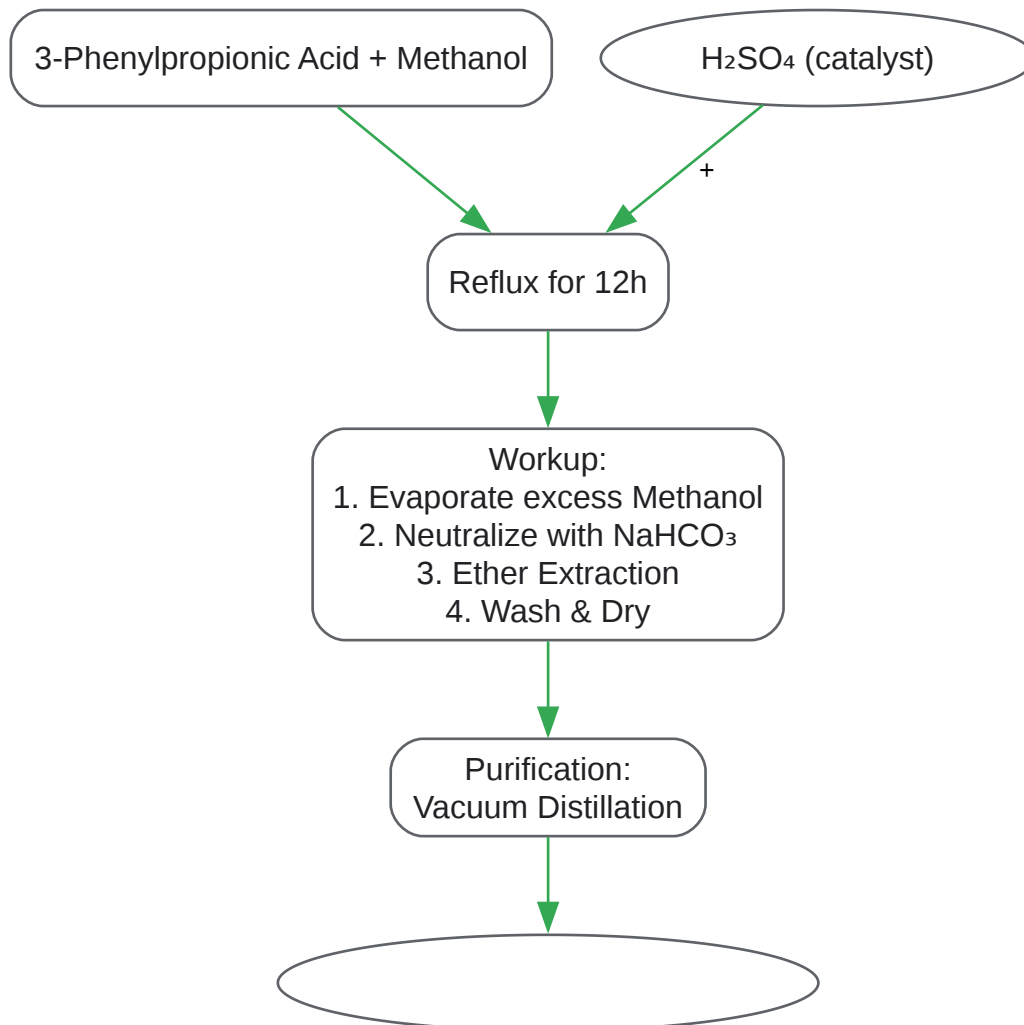 3-Phenylpropionic Acid + Methanol
H₂SO₄ (catalyst)
+
Reflux for 12h
Workup:
1. Evaporate excess Methanol
2. Neutralize with NaHCO₃
3. Ether Extraction
4. Wash & Dry
Purification:
Vacuum Distillation